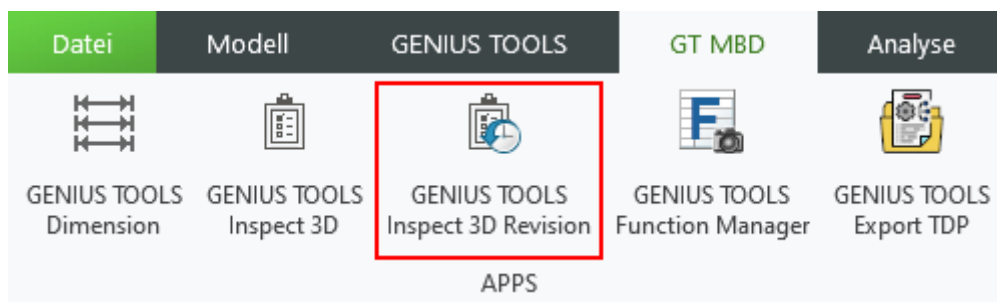 Datei Modell GENIUS TOOLS GT MBD Analyse
GENIUS TOOLS GENIUS TOOLS GENIUS TOOLS GENIUS TOOLS GENIUS TOOLS
Dimension Inspect 3D Inspect 3D Revision Function Manager Export TDP
APPS